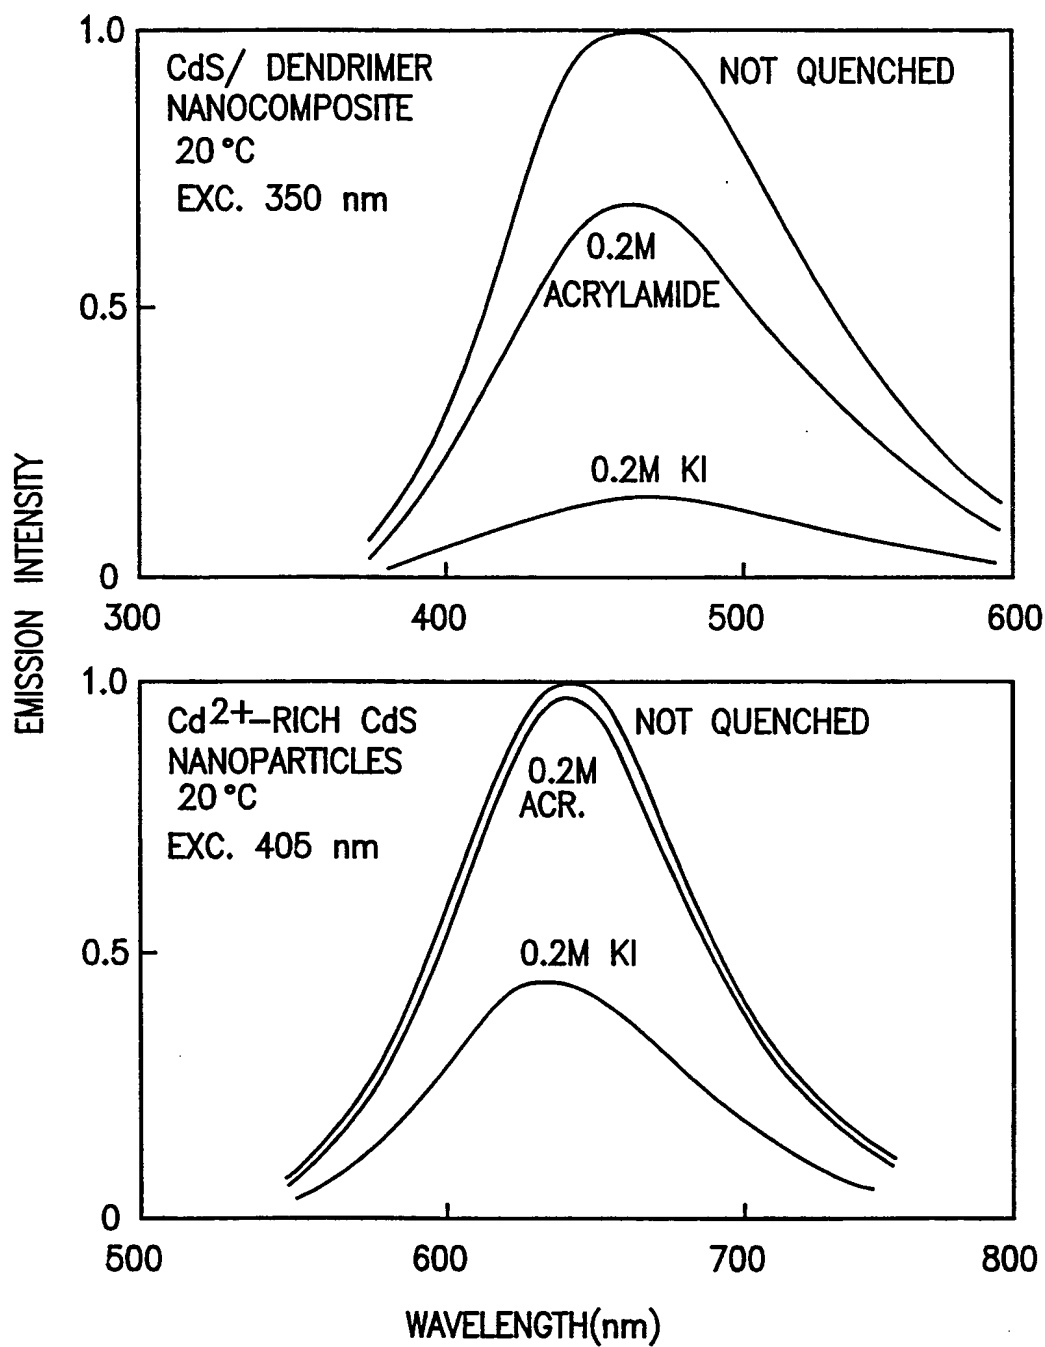 1.0
CdS/ DENDRIMER
NANOCOMPOSITE
20°C
EXC. 350 nm
NOT QUENCHED
0.2M
ACRYLAMIDE
0.5
0.2M KI
0
300 400 500 600
EMISSION INTENSITY
1.0
Cd2+-RICH CdS
NANOPARTICLES
20°C
EXC. 405 nm
NOT QUENCHED
0.2M
ACR.
0.5
0.2M KI
0
500 600 700 800
WAVELENGTH(nm)